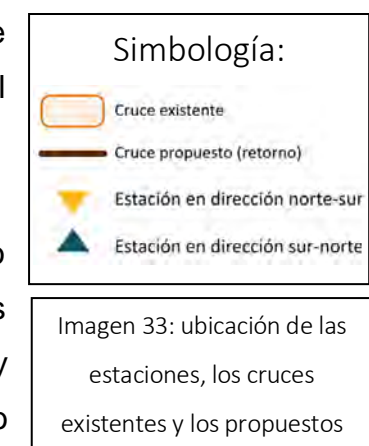 Simbología:
Cruce existente
Cruce propuesto (retorno)
Estación en dirección norte-sur
Estación en dirección sur-norte
Imagen 33: ubicación de las
estaciones, los cruces
existentes y los propuestos